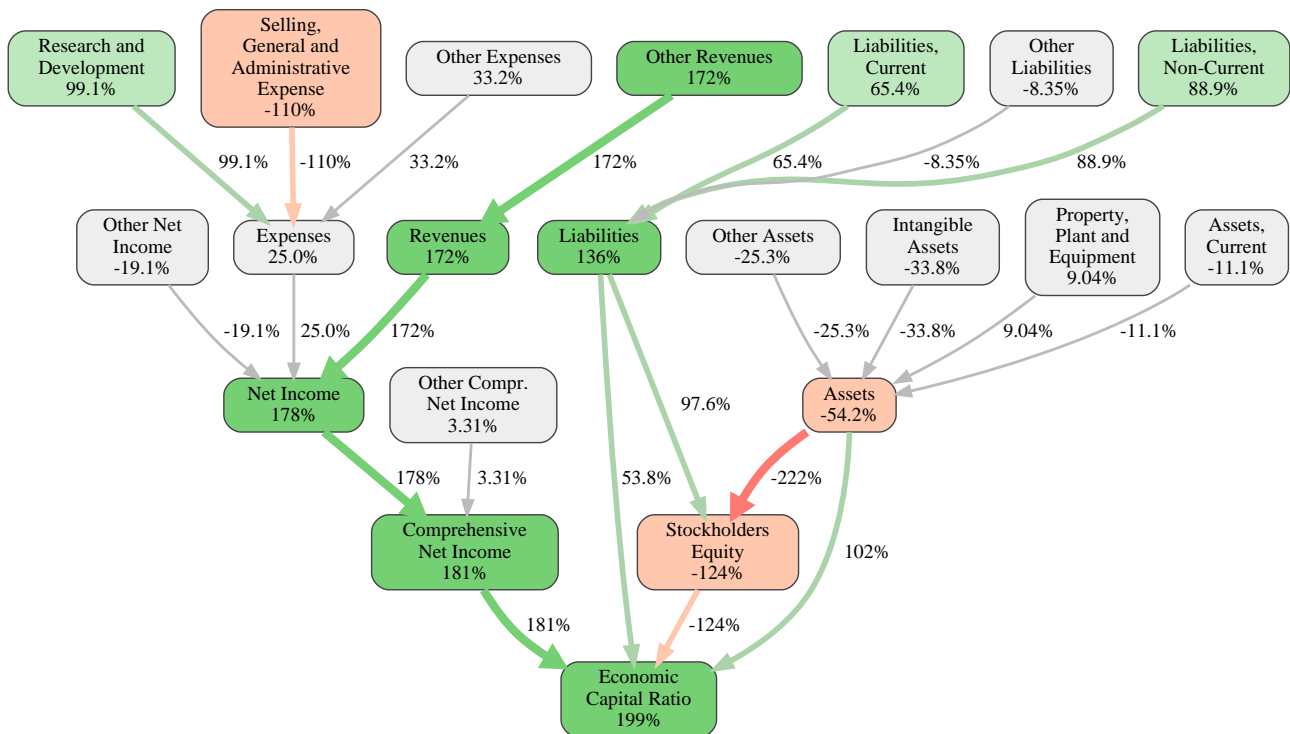 Research and
Development
99.1%
Selling,
General and
Administrative
Expense
-110%
Other Expenses
33.2%
Other Revenues
172%
Liabilities,
Current
65.4%
Other
Liabilities
-8.35%
Liabilities,
Non-Current
88.9%
99.1%
-110%
33.2%
172%
65.4%
-8.35%
88.9%
Other Net
Income
-19.1%
Expenses
25.0%
Revenues
172%
Liabilities
136%
Other Assets
-25.3%
Intangible
Assets
-33.8%
Property,
Plant and
Equipment
9.04%
Assets,
Current
-11.1%
-19.1%
25.0%
172%
-25.3%
-33.8%
9.04%
-11.1%
Net Income
178%
Other Compr.
Net Income
3.31%
97.6%
Assets
-54.2%
178%
3.31%
53.8%
-222%
Comprehensive
Net Income
181%
Stockholders
Equity
-124%
102%
181%
-124%
Economic
Capital Ratio
199%